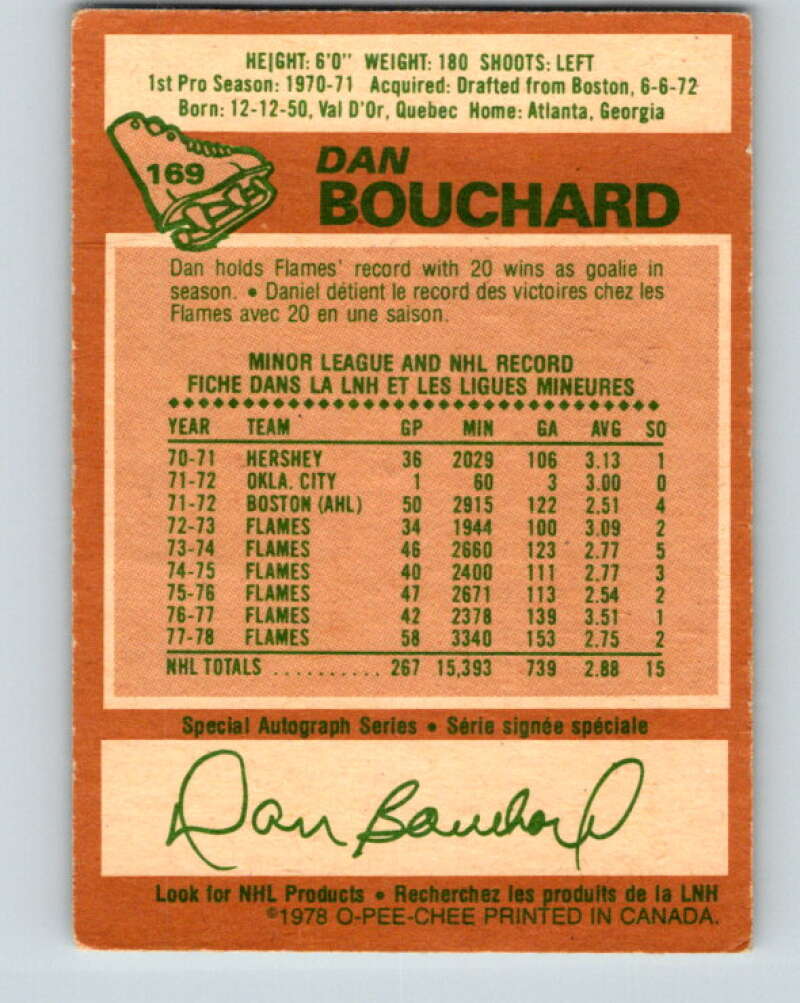 HEIGHT: 6'0" WEIGHT: 180 SHOOTS: LEFT
1st Pro Season: 1970-71 Acquired: Drafted from Boston, 6-6-72
Born: 12-12-50, Val D'Or, Quebec Home: Atlanta, Georgia
169
DAN
BOUCHARD
Dan holds Flames' record with 20 wins as goalie in
season. • Daniel détient le record des victoires chez les
Flames avec 20 en une saison.
MINOR LEAGUE AND NHL RECORD
FICHE DANS LA LNH ET LES LIGUES MINEURES
YEAR TEAM GP MIN GA AVG SO
70-71 HERSHEY 36 2029 106 3.13 1
71-72 OKLA. CITY 1 60 3 3.00 0
71-72 BOSTON (AHL) 50 2915 122 2.51 4
72-73 FLAMES 34 1944 100 3.09 2
73-74 FLAMES 46 2660 123 2.77 5
74-75 FLAMES 40 2400 111 2.77 3
75-76 FLAMES 47 2671 113 2.54 2
76-77 FLAMES 42 2378 139 3.51 1
77-78 FLAMES 58 3340 153 2.75 2
NHL TOTALS .......... 267 15,393 739 2.88 15
Special Autograph Series • Série signée spéciale
Dan Bouchard
Look for NHL Products • Recherchez les produits de la LNH
©1978 O-PEE-CHEE PRINTED IN CANADA.